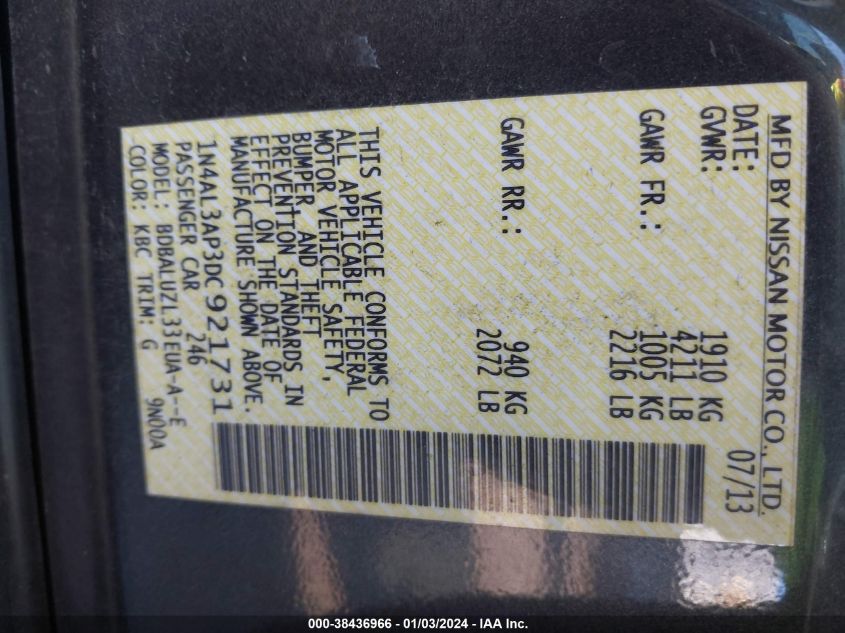 MFD BY NISSAN MOTOR CO., LTD.
DATE: 07/13
GVWR: 1910 KG
4211 LB
GAWR FR.: 1005 KG
2216 LB
GAWR RR.: 940 KG
2072 LB
THIS VEHICLE CONFORMS TO
ALL APPLICABLE FEDERAL
MOTOR VEHICLE SAFETY,
BUMPER, AND THEFT
PREVENTION STANDARDS IN
EFFECT ON THE DATE OF
MANUFACTURE SHOWN ABOVE.
1N4AL3AP3DC921731
PASSENGER CAR 246
MODEL: BDBALUZL33EUA-A--E
COLOR: KBC TRIM: G 9N00A
000-38436966 - 01/03/2024 - IAA Inc.